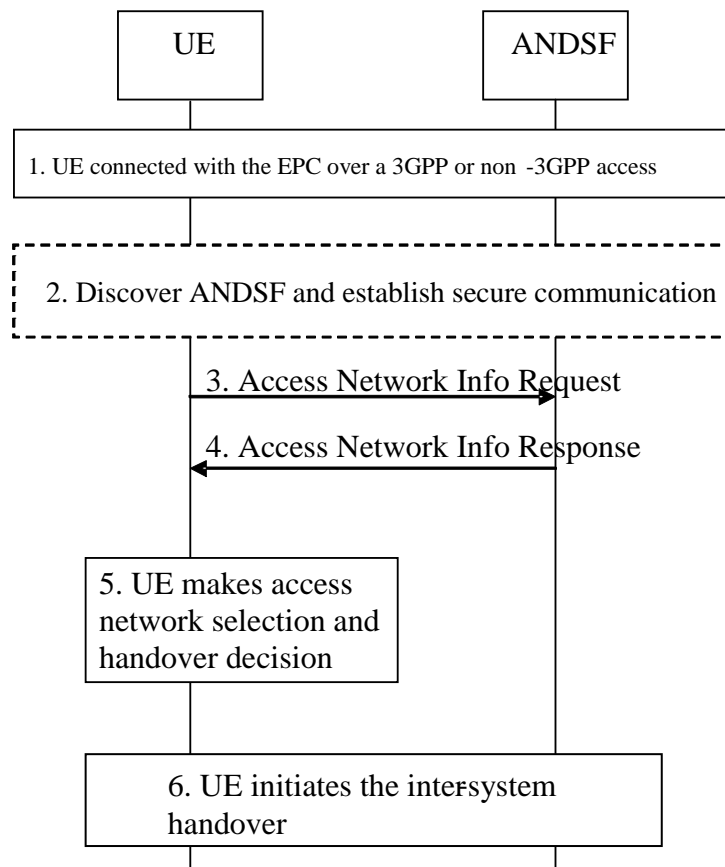 UE
ANDSF
1. UE connected with the EPC over a 3GPP or non -3GPP access
2. Discover ANDSF and establish secure communication
3. Access Network Info Request
4. Access Network Info Response
5. UE makes access
network selection and
handover decision
6. UE initiates the inter-system
handover